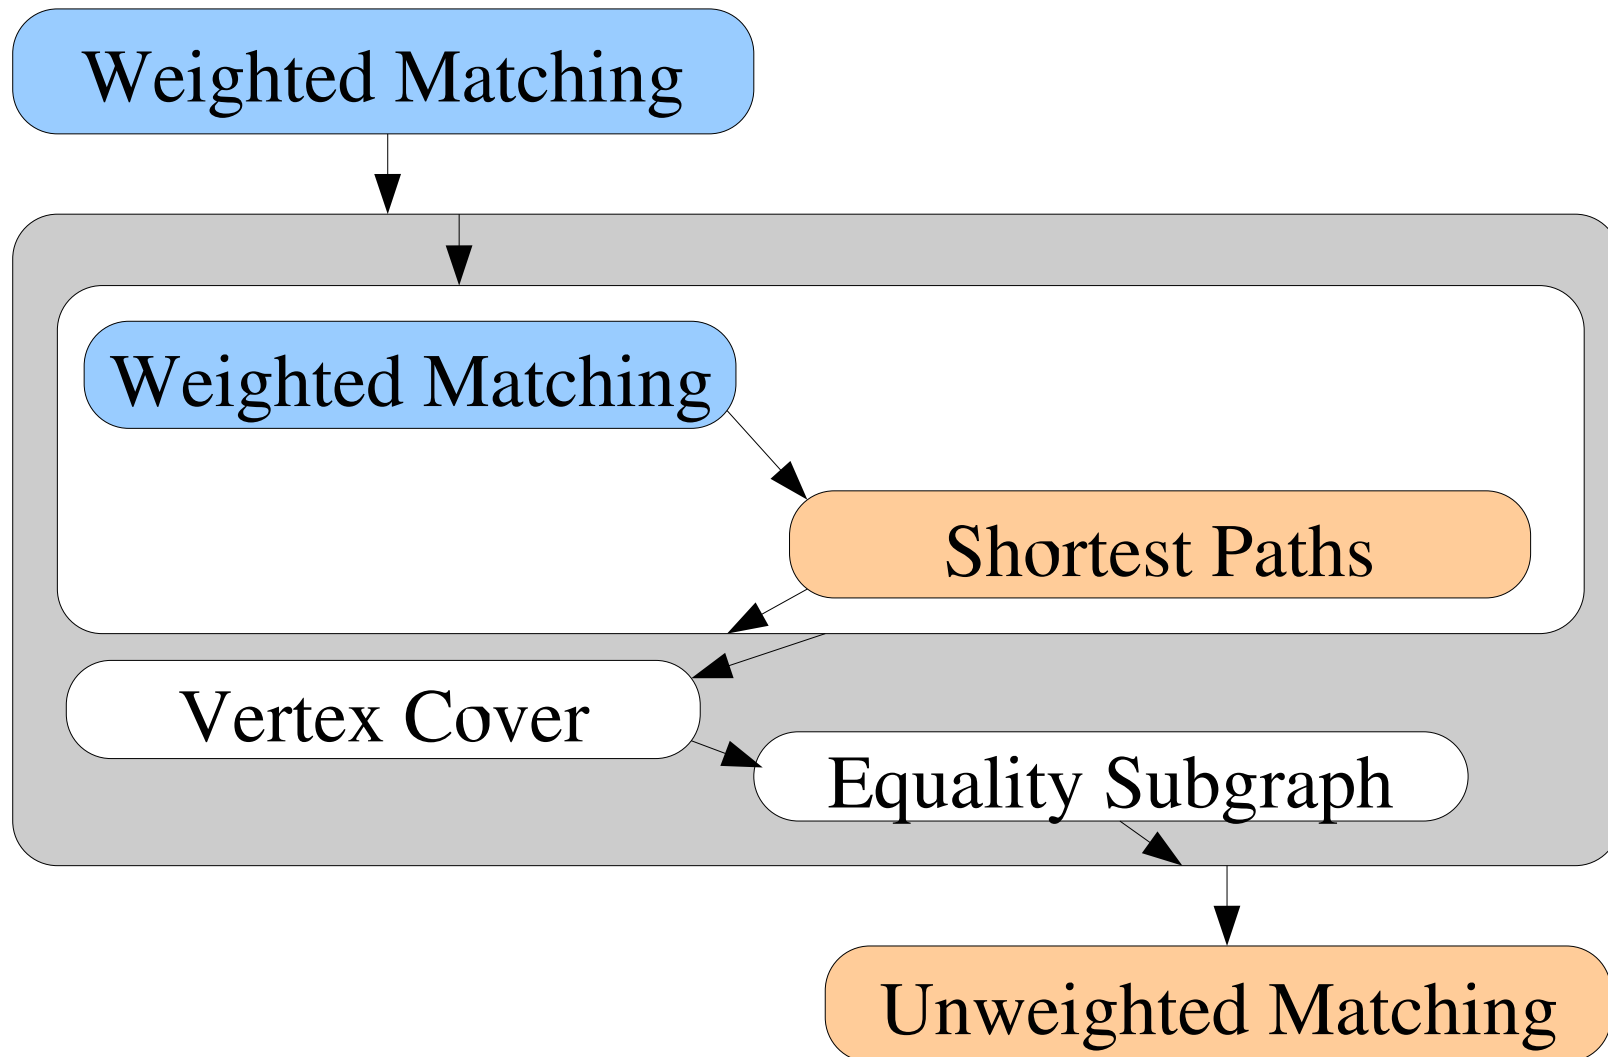 Weighted Matching
Weighted Matching
Shortest Paths
Vertex Cover
Equality Subgraph
Unweighted Matching